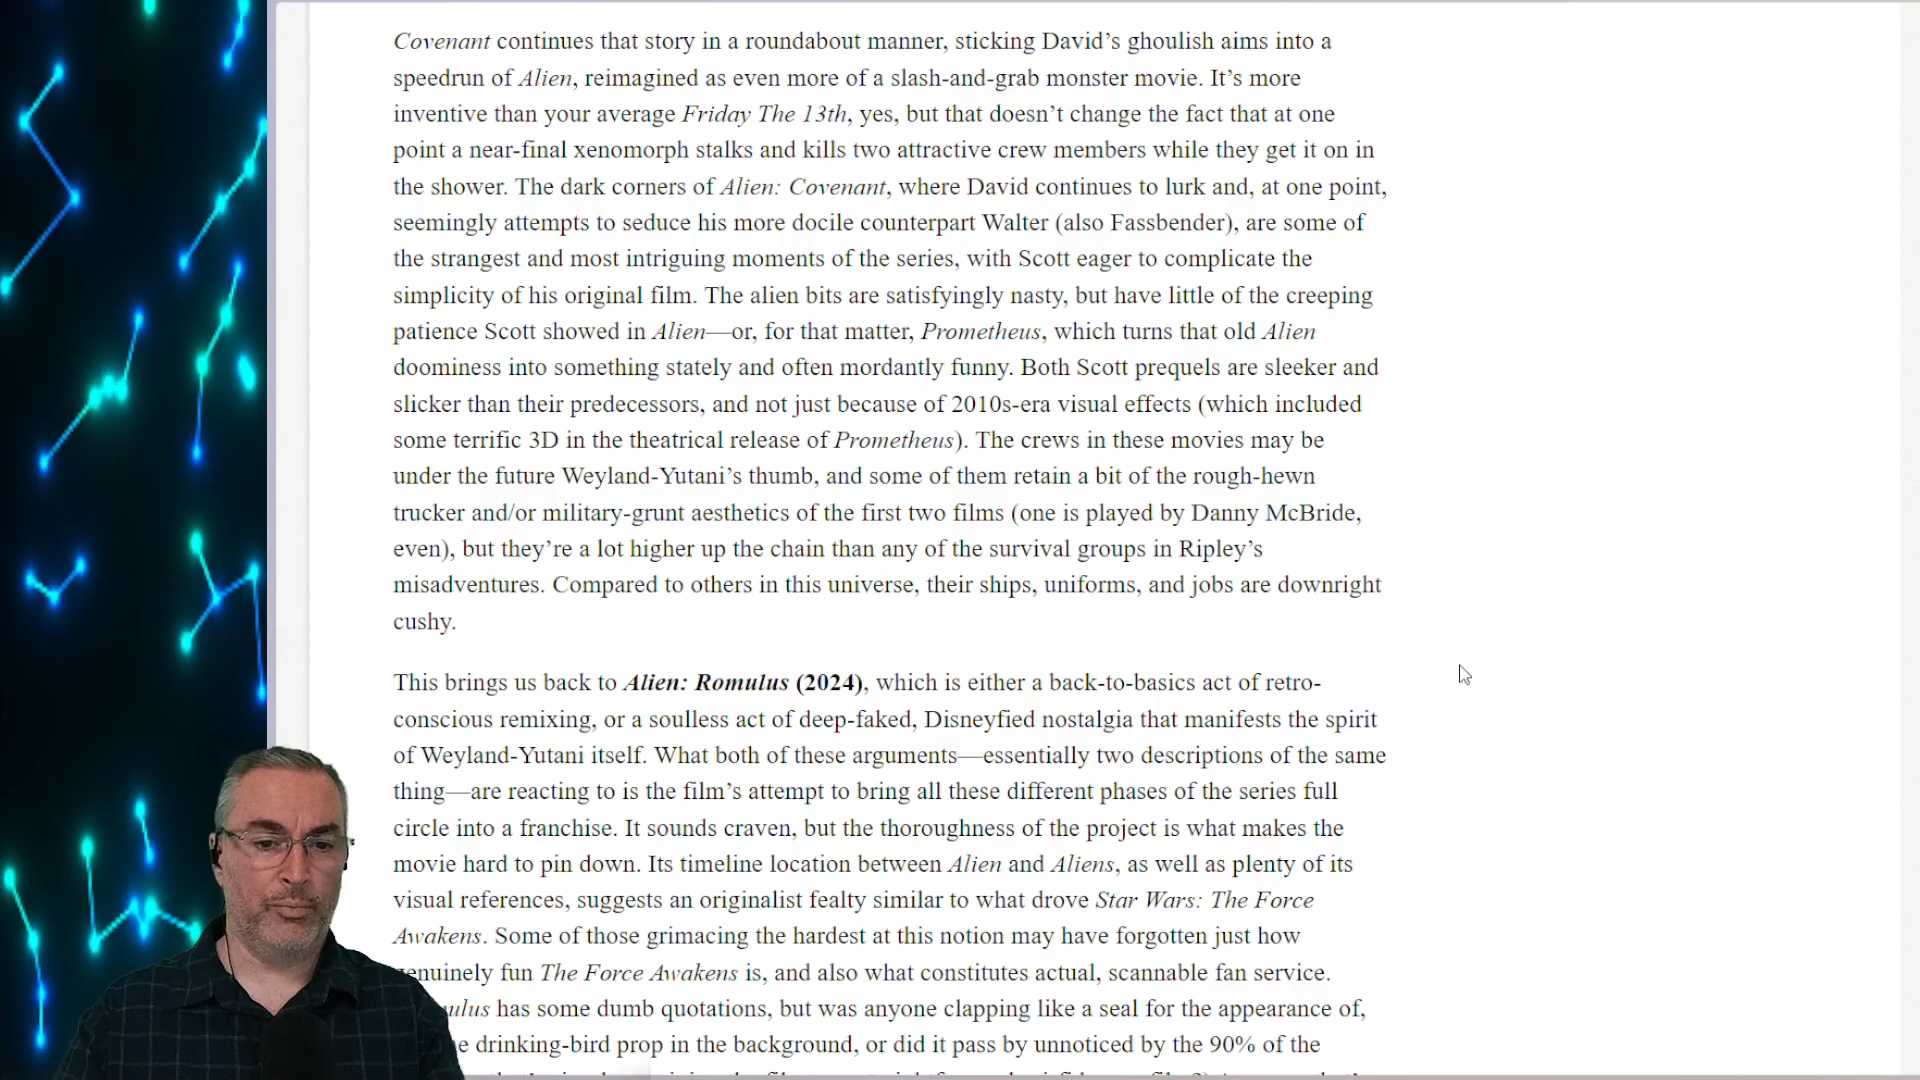 Covenant continues that story in a roundabout manner, sticking David’s ghoulish aims into a
speedrun of Alien, reimagined as even more of a slash-and-grab monster movie. It’s more
inventive than your average Friday The 13th, yes, but that doesn’t change the fact that at one
point a near-final xenomorph stalks and kills two attractive crew members while they get it on in
the shower. The dark corners of Alien: Covenant, where David continues to lurk and, at one point,
seemingly attempts to seduce his more docile counterpart Walter (also Fassbender), are some of
the strangest and most intriguing moments of the series, with Scott eager to complicate the
simplicity of his original film. The alien bits are satisfyingly nasty, but have little of the creeping
patience Scott showed in Alien—or, for that matter, Prometheus, which turns that old Alien
doominess into something stately and often mordantly funny. Both Scott prequels are sleeker and
slicker than their predecessors, and not just because of 2010s-era visual effects (which included
some terrific 3D in the theatrical release of Prometheus). The crews in these movies may be
under the future Weyland-Yutani’s thumb, and some of them retain a bit of the rough-hewn
trucker and/or military-grunt aesthetics of the first two films (one is played by Danny McBride,
even), but they’re a lot higher up the chain than any of the survival groups in Ripley’s
misadventures. Compared to others in this universe, their ships, uniforms, and jobs are downright
cushy.
This brings us back to Alien: Romulus (2024), which is either a back-to-basics act of retro-
conscious remixing, or a soulless act of deep-faked, Disneyfied nostalgia that manifests the spirit
of Weyland-Yutani itself. What both of these arguments—essentially two descriptions of the same
thing—are reacting to is the film’s attempt to bring all these different phases of the series full
circle into a franchise. It sounds craven, but the thoroughness of the project is what makes the
movie hard to pin down. Its timeline location between Alien and Aliens, as well as plenty of its
visual references, suggests an originalist fealty similar to what drove Star Wars: The Force
Awakens. Some of those grimacing the hardest at this notion may have forgotten just how
genuinely fun The Force Awakens is, and also what constitutes actual, scannable fan service.
ulus has some dumb quotations, but was anyone clapping like a seal for the appearance of,
e drinking-bird prop in the background, or did it pass by unnoticed by the 90% of the